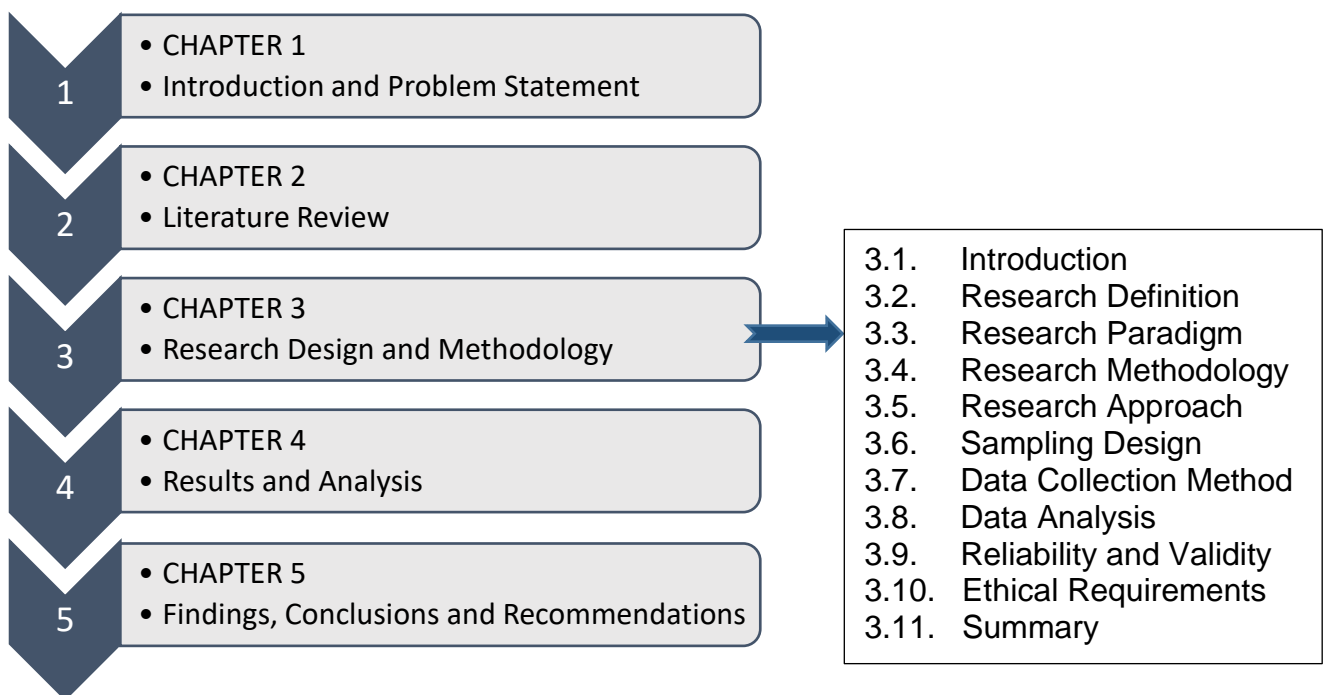 1
• CHAPTER 1
• Introduction and Problem Statement
2
• CHAPTER 2
• Literature Review
3
• CHAPTER 3
• Research Design and Methodology
4
• CHAPTER 4
• Results and Analysis
5
• CHAPTER 5
• Findings, Conclusions and Recommendations
3.1. Introduction
3.2. Research Definition
3.3. Research Paradigm
3.4. Research Methodology
3.5. Research Approach
3.6. Sampling Design
3.7. Data Collection Method
3.8. Data Analysis
3.9. Reliability and Validity
3.10. Ethical Requirements
3.11. Summary